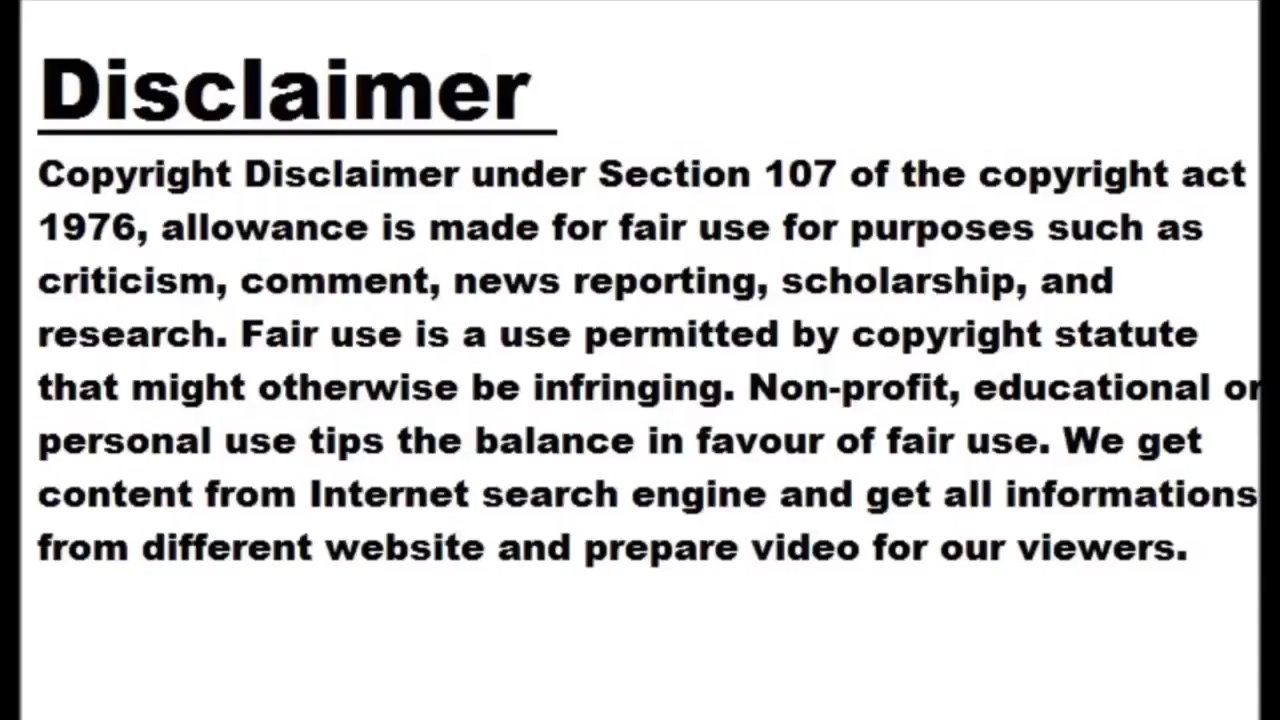 Disclaimer
Copyright Disclaimer under Section 107 of the copyright act
1976, allowance is made for fair use for purposes such as
criticism, comment, news reporting, scholarship, and
research. Fair use is a use permitted by copyright statute
that might otherwise be infringing. Non-profit, educational or
personal use tips the balance in favour of fair use. We get
content from Internet search engine and get all informations
from different website and prepare video for our viewers.